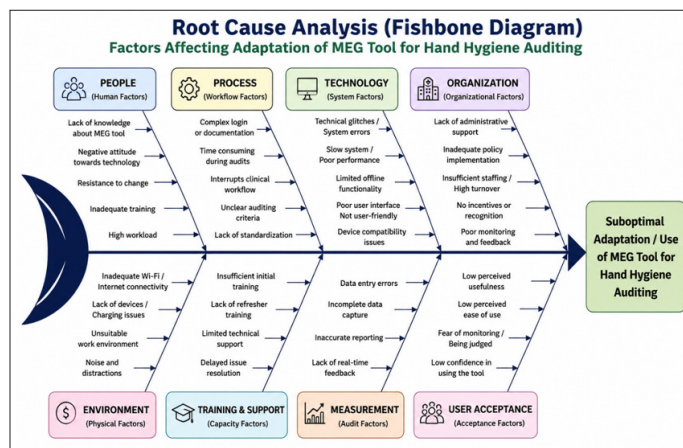 Root Cause Analysis (Fishbone Diagram)
Factors Affecting Adaptation of MEG Tool for Hand Hygiene Auditing
PEOPLE
(Human Factors)
PROCESS
(Workflow Factors)
TECHNOLOGY
(System Factors)
ORGANIZATION
(Organizational Factors)
Lack of knowledge
about MEG tool
Negative attitude
towards technology
Resistance to change
Inadequate training
High workload
Complex login
or documentation
Time consuming
during audits
Interrupts clinical
workflow
Unclear auditing
criteria
Lack of standardization
Technical glitches /
System errors
Slow system /
Poor performance
Limited offline
functionality
Poor user interface
Not user-friendly
Device compatibility
issues
Lack of administrative
support
Inadequate policy
implementation
Insufficient staffing /
High turnover
No incentives or
recognition
Poor monitoring
and feedback
Suboptimal
Adaptation / Use
of MEG Tool for
Hand Hygiene
Auditing
Inadequate Wi-Fi /
Internet connectivity
Lack of devices /
Charging issues
Unsuitable
work environment
Noise and
distractions
Insufficient initial
training
Lack of refresher
training
Limited technical
support
Delayed issue
resolution
Data entry errors
Incomplete data
capture
Inaccurate reporting
Lack of real-time
feedback
Low perceived
usefulness
Low perceived
ease of use
Fear of monitoring /
Being judged
Low confidence in
using the tool
$
ENVIRONMENT
(Physical Factors)
TRAINING & SUPPORT
(Capacity Factors)
MEASUREMENT
(Audit Factors)
USER ACCEPTANCE
(Acceptance Factors)